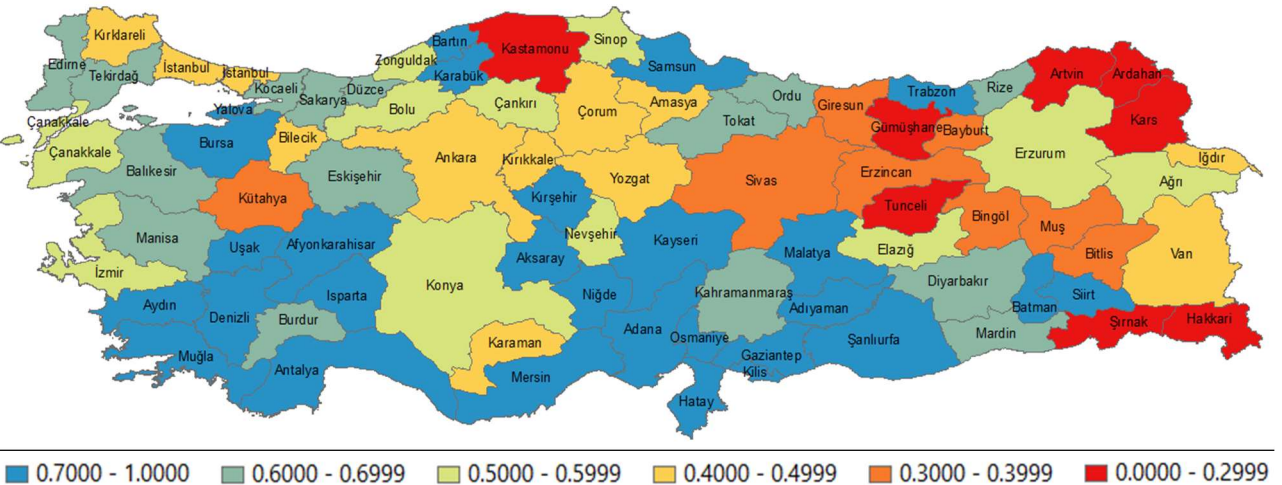 Kırklareli
Edirne
Tekirdağ
İstanbul
İstanbul
Kocaeli
Sakarya
Düzce
Zonguldak
Bartın
Karabük
Kastamonu
Sinop
Samsun
Bolu
Çankırı
Çorum
Amasya
Tokat
Ordu
Giresun
Trabzon
Rize
Artvin
Ardahan
Kars
Gümüşhane
Bayburt
Erzurum
Iğdır
Ağrı
Çanakkale
Çanakkale
Yalova
Bursa
Bilecik
Balıkesir
Kütahya
Eskişehir
Ankara
Kırıkkale
Yozgat
Kırşehir
Sivas
Erzincan
Tunceli
Bingöl
Muş
Bitlis
Van
Manisa
İzmir
Uşak
Afyonkarahisar
Konya
Aksaray
Nevşehir
Kayseri
Malatya
Elazığ
Diyarbakır
Batman
Siirt
Şırnak
Hakkari
Aydın
Denizli
Isparta
Burdur
Muğla
Antalya
Karaman
Mersin
Niğde
Adana
Kahramanmaraş
Osmaniye
Adıyaman
Gaziantep
Kilis
Şanlıurfa
Mardin
Hatay
0.7000 - 1.0000 0.6000 - 0.6999 0.5000 - 0.5999 0.4000 - 0.4999 0.3000 - 0.3999 0.0000 - 0.2999